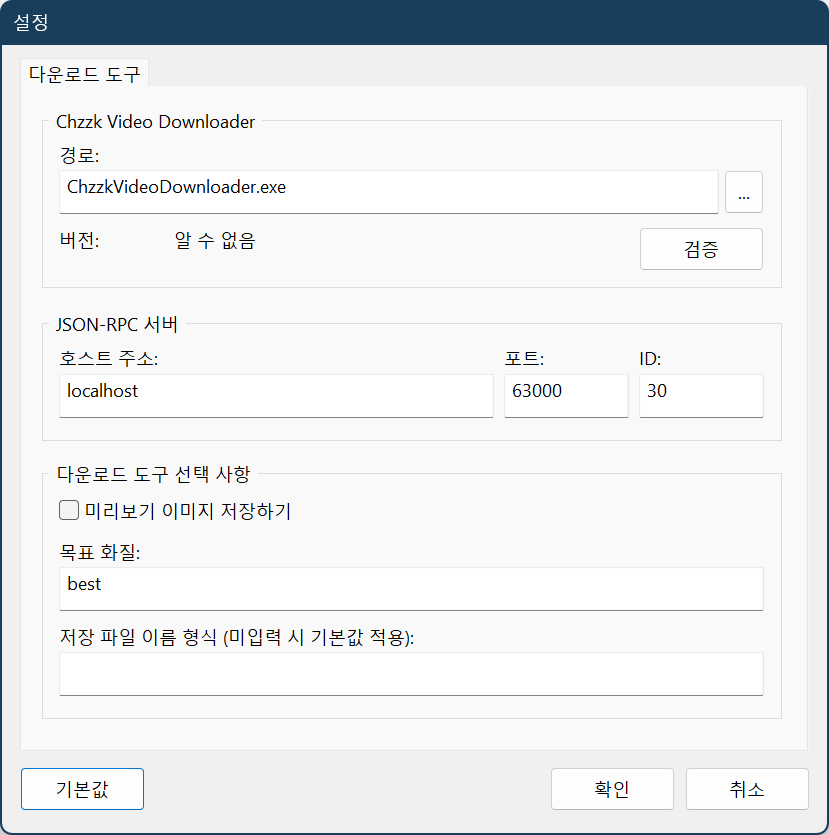 설정
다운로드 도구
Chzzk Video Downloader
경로:
ChzzkVideoDownloader.exe
...
버전: 알 수 없음
검증
JSON-RPC 서버
호스트 주소: 포트: ID:
localhost 63000 30
다운로드 도구 선택 사항
미리보기 이미지 저장하기
목표 화질:
best
저장 파일 이름 형식 (미입력 시 기본값 적용):
기본값 확인 취소